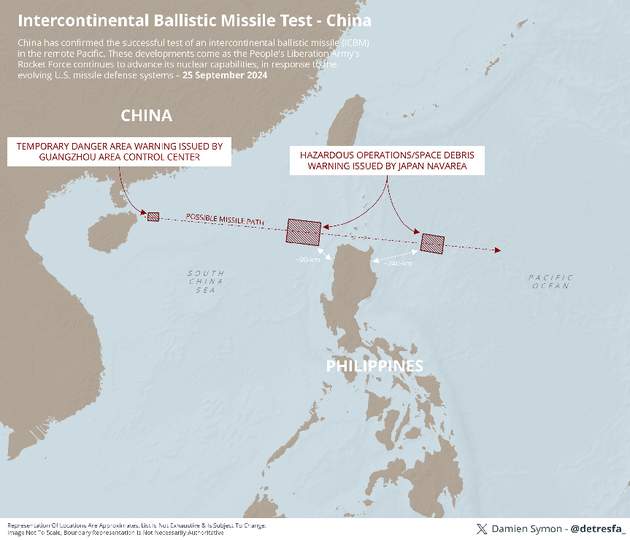 Intercontinental Ballistic Missile Test - China
China has confirmed the successful test of an intercontinental ballistic missile (ICBM)
in the remote Pacific. These developments come as the People's Liberation Army's
Rocket Force continues to advance its nuclear capabilities, in response to the
evolving U.S. missile defense systems - 25 September 2024
CHINA
TEMPORARY DANGER AREA WARNING ISSUED BY
GUANGZHOU AREA CONTROL CENTER
HAZARDOUS OPERATIONS/SPACE DEBRIS
WARNING ISSUED BY JAPAN NAVAREA
POSSIBLE MISSILE PATH
~90-km
~240-km
SOUTH
CHINA
SEA
PACIFIC
OCEAN
PHILIPPINES
Representation Of Locations Are Approximates, List Is Not Exhaustive & Is Subject To Change.
Image Not To Scale, Boundary Representation Is Not Necessarily Authoritative
Damien Symon - @detresfa_